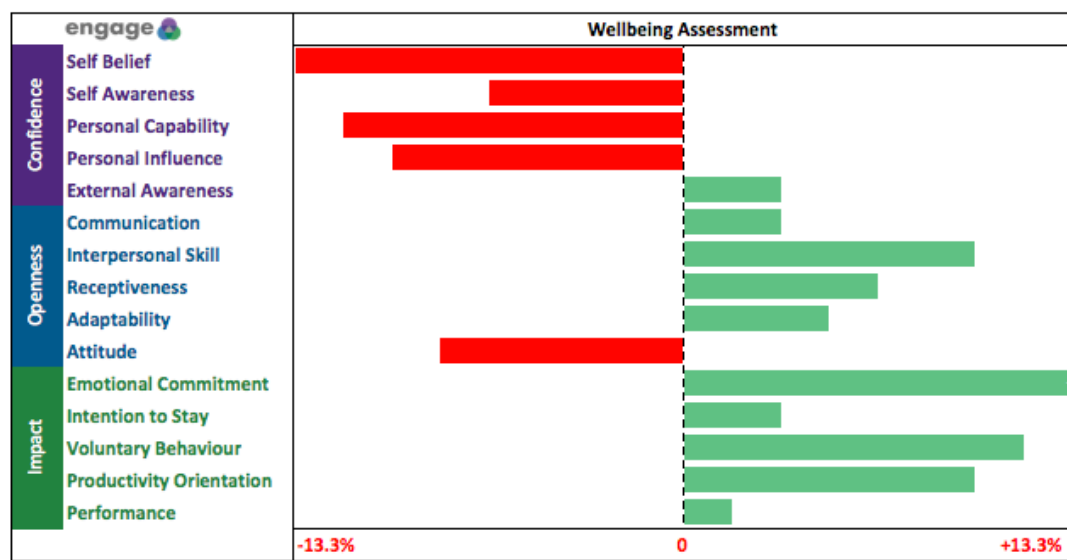 engage
Wellbeing Assessment
Confidence
Self Belief
Self Awareness
Personal Capability
Personal Influence
External Awareness
Openness
Communication
Interpersonal Skill
Receptiveness
Adaptability
Attitude
Impact
Emotional Commitment
Intention to Stay
Voluntary Behaviour
Productivity Orientation
Performance
-13.3%
0
+13.3%